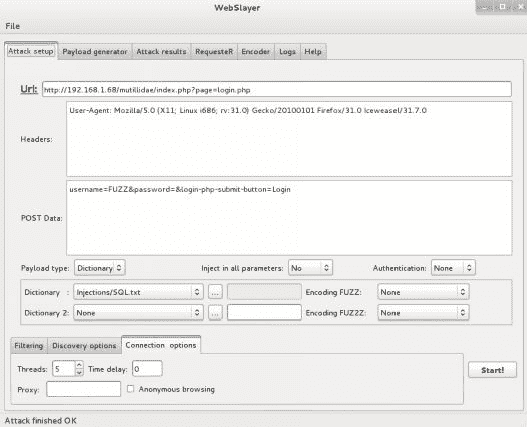 WebSlayer
File
Attack setup Payload generator Attack results RequesteR Encoder Logs Help
Url: http://192.168.1.68/mutillidae/index.php?page=login.php
Headers: User-Agent: Mozilla/5.0 (X11; Linux i686; rv:31.0) Gecko/20100101 Firefox/31.0 Iceweasel/31.7.0
POST Data: username=FUZZ&password=&login-php-submit-button=Login
Payload type: Dictionary Inject in all parameters: No Authentication: None
Dictionary : Injections/SQL.txt ... Encoding FUZZ: None
Dictionary 2: None ... Encoding FUZ2Z: None
Filtering Discovery options Connection options
Threads: 5 Time delay: 0
Start!
Proxy: Anonymous browsing
Attack finished OK